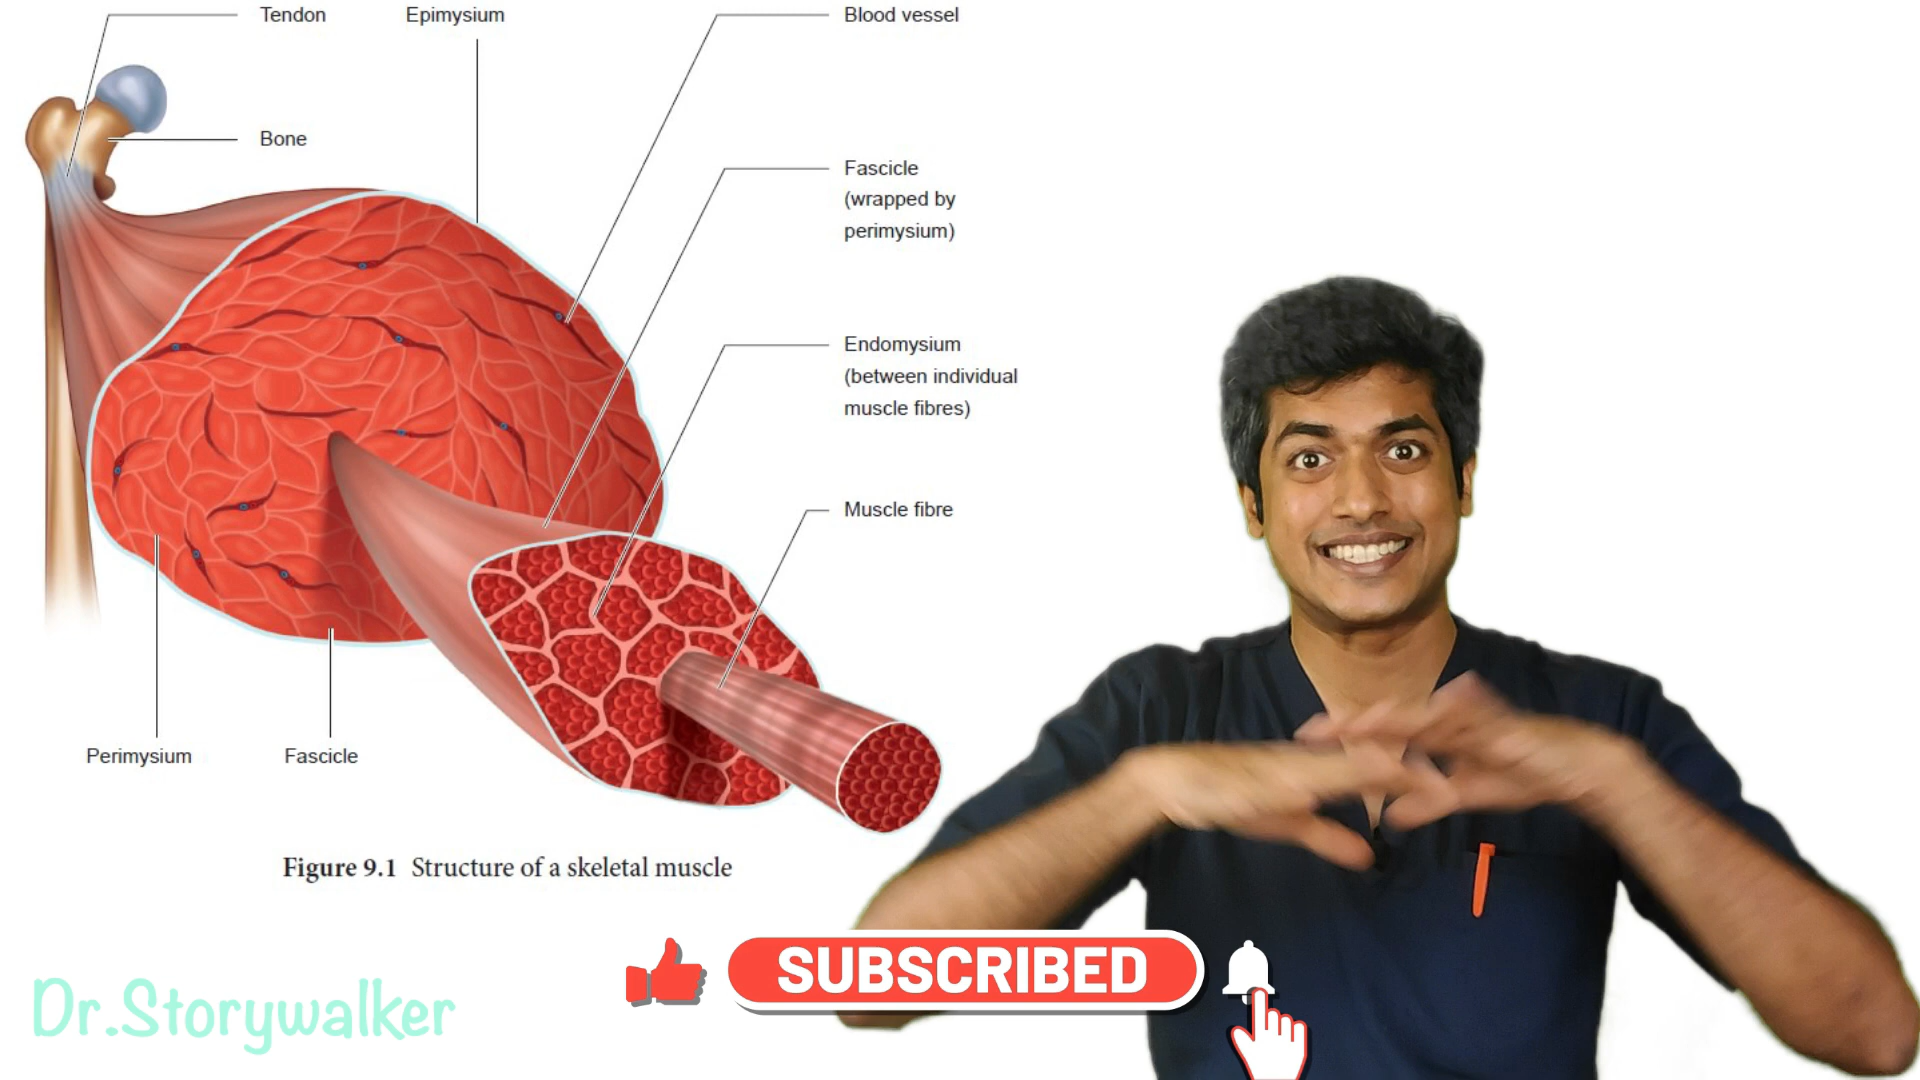 Tendon
Epimysium
Blood vessel
Bone
Fascicle
(wrapped by
perimysium)
Endomysium
(between individual
muscle fibres)
Muscle fibre
Perimysium
Fascicle
Figure 9.1 Structure of a skeletal muscle
SUBSCRIBED
Dr.Storywalker